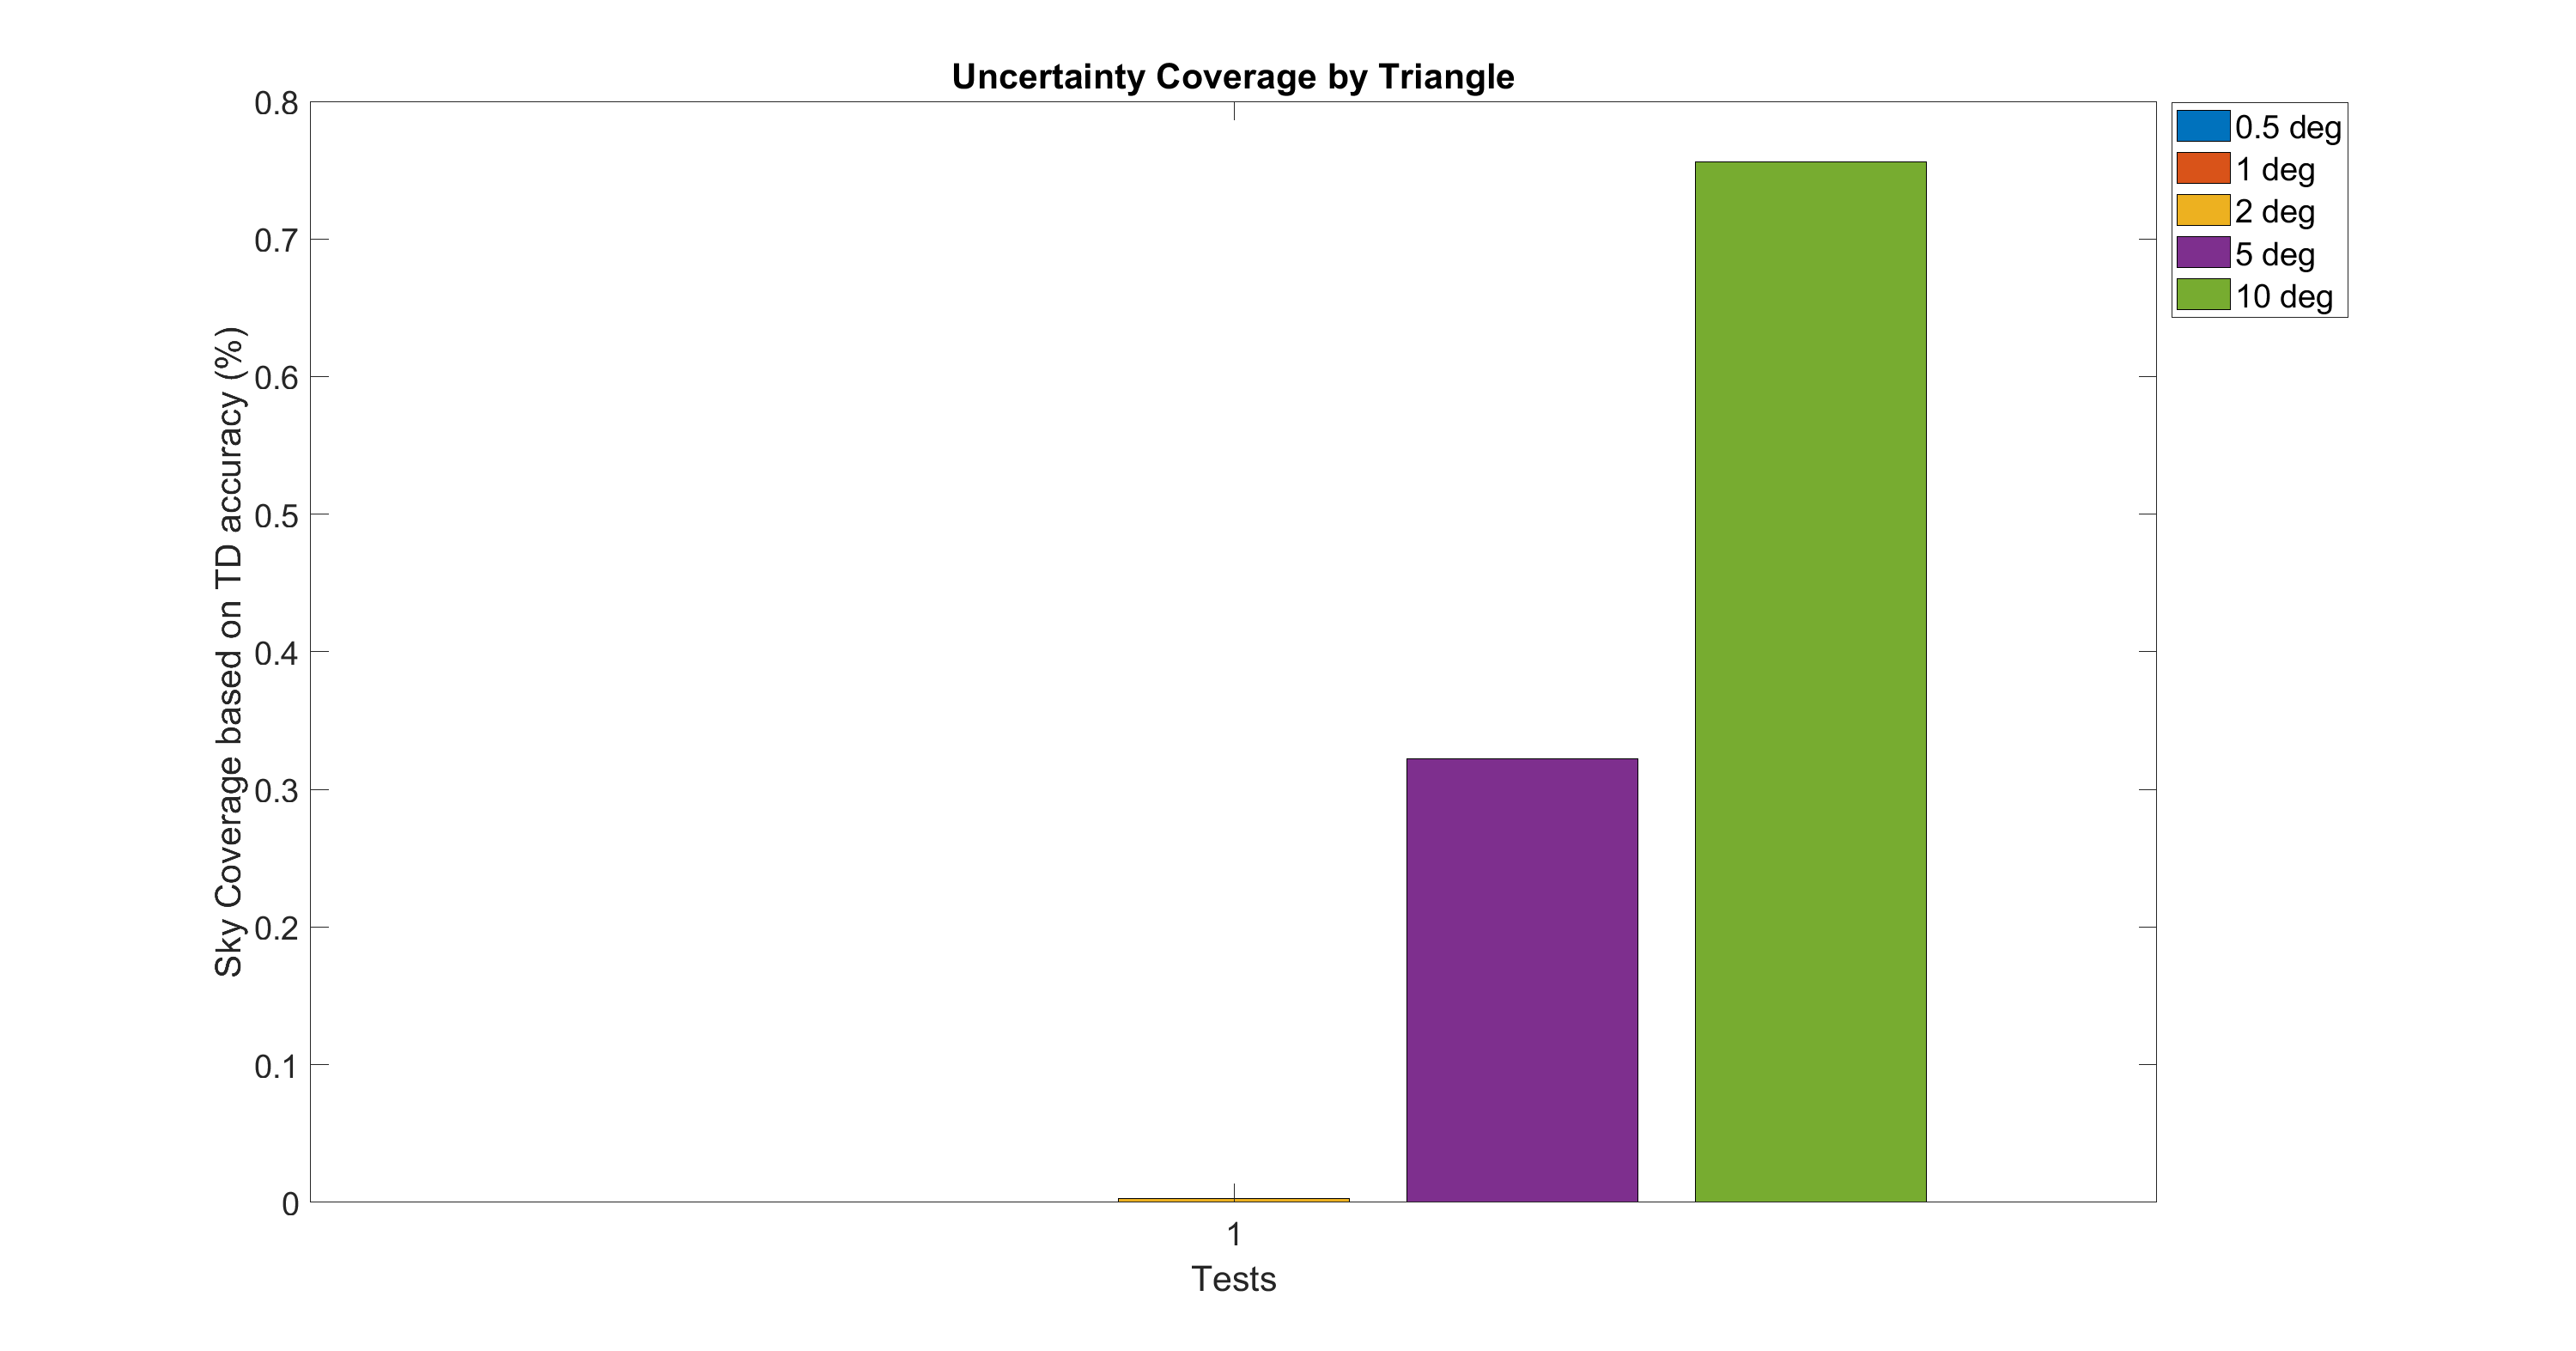 Uncertainty Coverage by Triangle
0.8
0.7
0.6
0.5
0.4
0.3
0.2
0.1
0
Sky Coverage based on TD accuracy (%)
1
Tests
0.5 deg
1 deg
2 deg
5 deg
10 deg